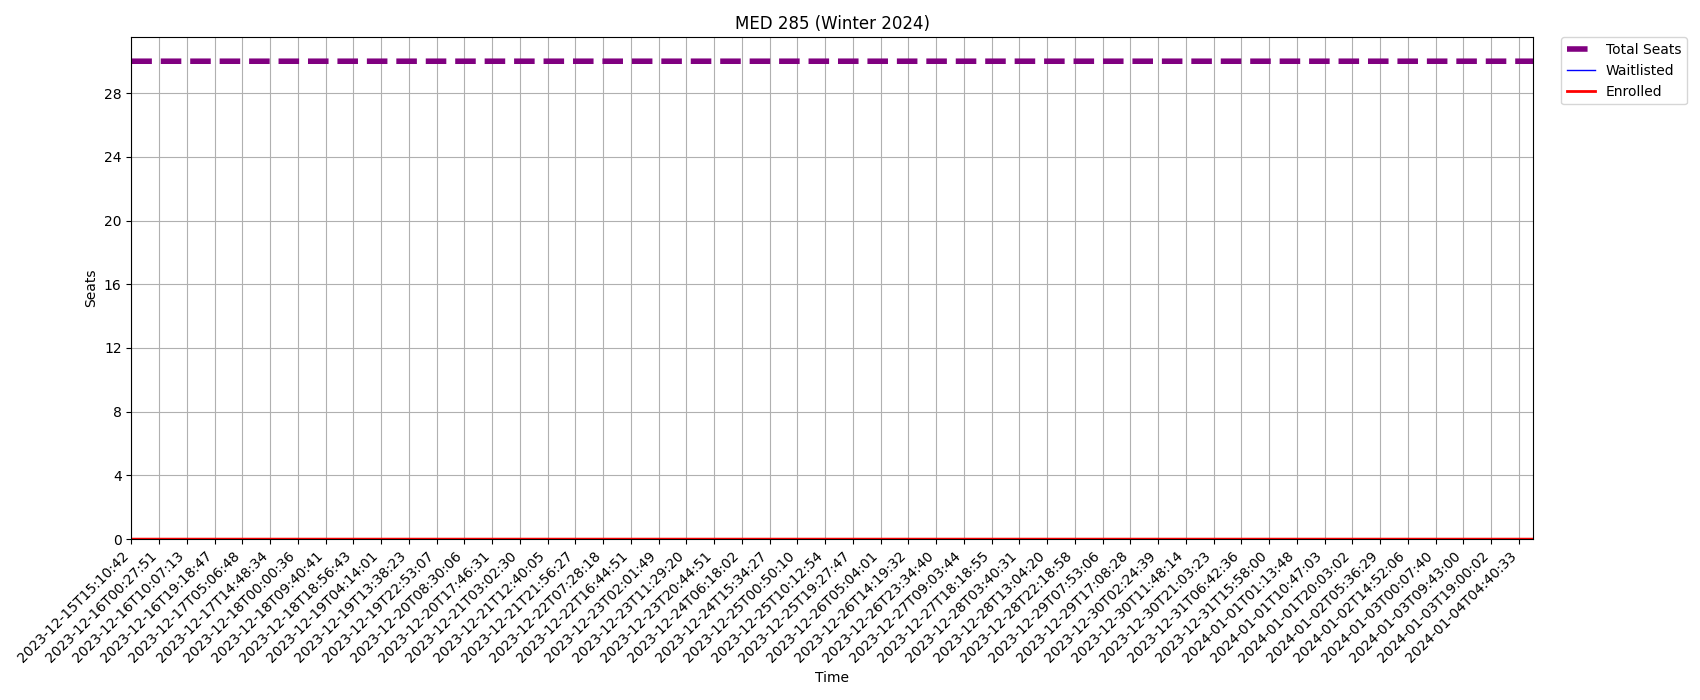 MED 285 (Winter 2024)
Total Seats
Waitlisted
Enrolled
Seats
28
24
20
16
12
8
4
0
2023-12-15T15:10:42
2023-12-16T00:27:51
2023-12-16T10:07:13
2023-12-16T19:18:47
2023-12-17T05:06:48
2023-12-17T14:48:34
2023-12-18T00:00:36
2023-12-18T09:40:41
2023-12-18T18:56:43
2023-12-19T04:14:01
2023-12-19T13:38:23
2023-12-19T22:53:07
2023-12-20T08:30:06
2023-12-20T17:46:31
2023-12-21T03:02:30
2023-12-21T12:40:05
2023-12-21T21:56:27
2023-12-22T07:28:18
2023-12-22T16:44:51
2023-12-23T02:01:49
2023-12-23T11:29:20
2023-12-23T20:44:51
2023-12-24T06:18:02
2023-12-24T15:34:27
2023-12-25T00:50:10
2023-12-25T10:12:54
2023-12-25T19:27:47
2023-12-26T05:04:01
2023-12-26T14:19:32
2023-12-26T23:34:40
2023-12-27T09:03:44
2023-12-27T18:18:55
2023-12-28T03:40:31
2023-12-28T13:04:20
2023-12-28T22:18:58
2023-12-29T07:53:06
2023-12-29T17:08:28
2023-12-30T02:24:39
2023-12-30T11:48:14
2023-12-30T21:03:23
2023-12-31T06:42:36
2023-12-31T15:58:00
2024-01-01T01:13:48
2024-01-01T10:47:03
2024-01-01T20:03:02
2024-01-02T05:36:29
2024-01-02T14:52:06
2024-01-03T00:07:40
2024-01-03T09:43:00
2024-01-03T19:00:02
2024-01-04T04:40:33
Time